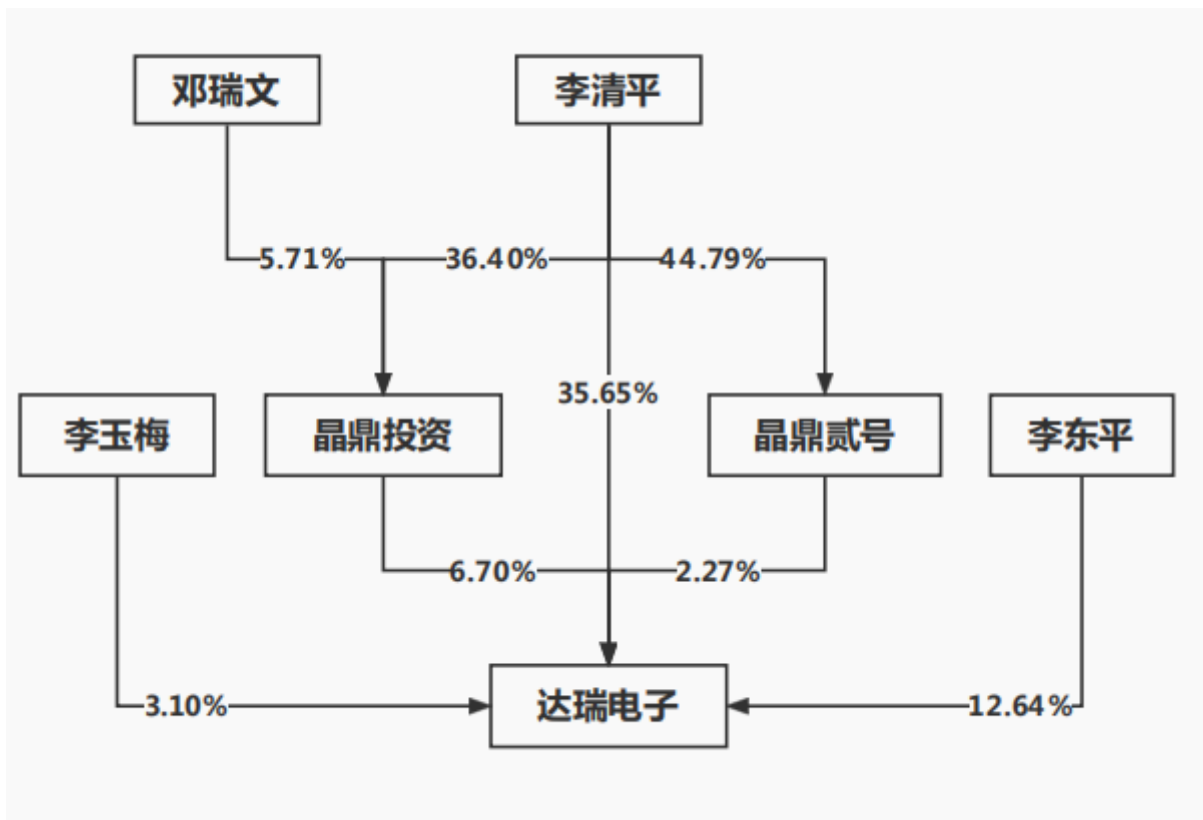 邓瑞文
李清平
5.71%
36.40%
44.79%
35.65%
李玉梅
晶鼎投资
晶鼎贰号
李东平
6.70%
2.27%
达瑞电子
3.10%
12.64%